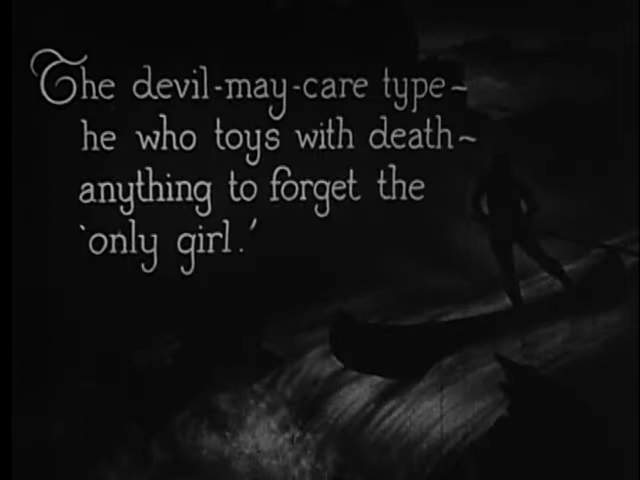 The devil-may-care type~
he who toys with death~
anything to forget the
'only girl.'